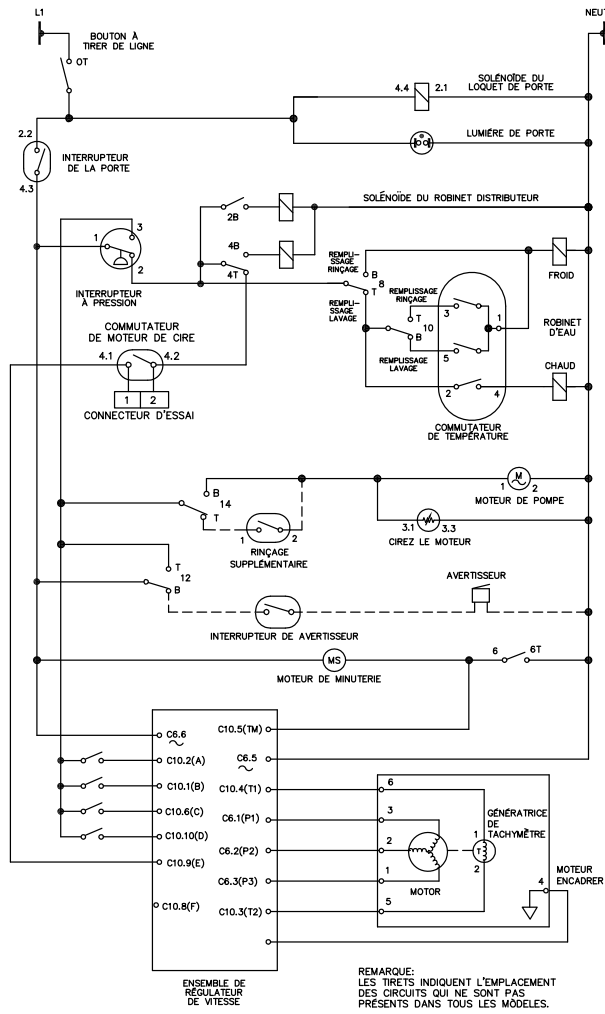 L1
NEUT
BOUTON À
TIRER DE LIGNE
OT
SOLÉNOÏDE DU
LOQUET DE PORTE
4.4
2.1
LUMIÈRE DE PORTE
2.2
INTERRUPTEUR
DE LA PORTE
4.3
SOLÉNOÏDE DU ROBINET DISTRIBUTEUR
2B
3
1
2
4B
4T
INTERRUPTEUR
À PRESSION
REMPLI-
SSAGE
RINÇAGE
B
8
T
REMPLI-
SSAGE
LAVAGE
FROID
REMPLISSAGE
RINÇAGE
T
10
B
REMPLISSAGE
LAVAGE
3
1
5
2
4
ROBINET
D'EAU
CHAUD
COMMUTATEUR
DE TEMPÉRATURE
COMMUTATEUR
DE MOTEUR DE CIRE
4.1
4.2
1
2
CONNECTEUR D'ESSAI
B
14
T
1
2
RINÇAGE
SUPPLÉMENTAIRE
M
1
2
MOTEUR DE POMPE
3.1
3.3
CIREZ LE MOTEUR
T
12
B
AVERTISSEUR
INTERRUPTEUR DE AVERTISSEUR
MS
MOTEUR DE MINUTERIE
6
6T
C6.6
C10.2(A)
C10.1(B)
C10.6(C)
C10.10(D)
C10.9(E)
C10.8(F)
C10.5(TM)
C6.5
C10.4(T1)
C6.1(P1)
C6.2(P2)
C6.3(P3)
C10.3(T2)
6
3
2
1
5
MOTOR
GÉNÉRATRICE
DE
TACHYMÈTRE
1
T
2
MOTEUR
ENCADRER
4
ENSEMBLE DE
RÉGULATEUR
DE VITESSE
REMARQUE:
LES TIRETS INDIQUENT L'EMPLACEMENT
DES CIRCUITS QUI NE SONT PAS
PRÉSENTS DANS TOUS LES MÒDELES.